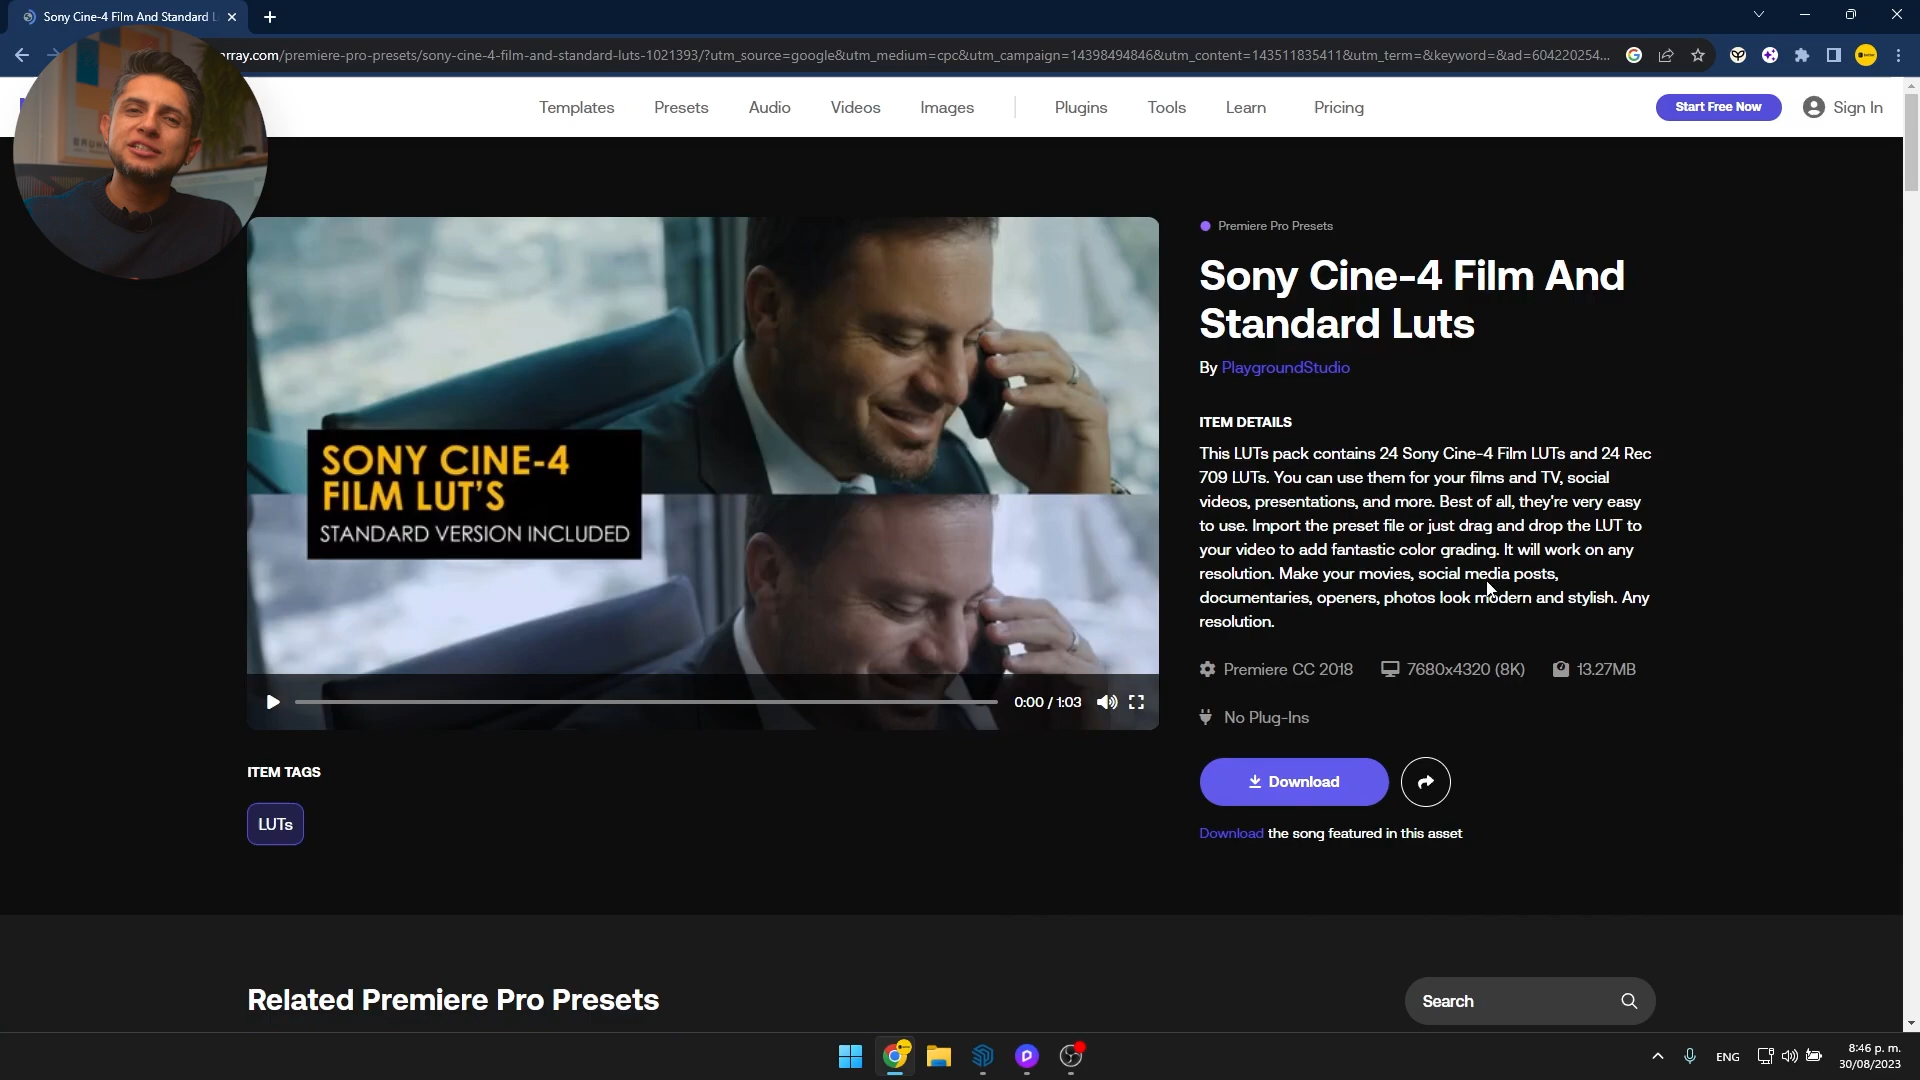 Sony Cine-4 Film And Standard L
rray.com/premiere-pro-presets/sony-cine-4-film-and-standard-luts-1021393/?utm_source=google&utm_medium=cpc&utm_campaign=14398494846&utm_content=143511835411&utm_term=&keyword=&ad=604220254...
Templates Presets Audio Videos Images Plugins Tools Learn Pricing Start Free Now Sign In
Premiere Pro Presets
Sony Cine-4 Film And
Standard Luts
By PlaygroundStudio
ITEM DETAILS
This LUTs pack contains 24 Sony Cine-4 Film LUTs and 24 Rec
709 LUTs. You can use them for your films and TV, social
videos, presentations, and more. Best of all, they're very easy
to use. Import the preset file or just drag and drop the LUT to
your video to add fantastic color grading. It will work on any
resolution. Make your movies, social media posts,
documentaries, openers, photos look modern and stylish. Any
resolution.
Premiere CC 2018 7680x4320 (8K) 13.27MB
No Plug-Ins
Download
Download the song featured in this asset
SONY CINE-4
FILM LUT'S
STANDARD VERSION INCLUDED
0:00 / 1:03
ITEM TAGS
LUTs
Related Premiere Pro Presets
Search
ENG
8:46 p. m.
30/08/2023